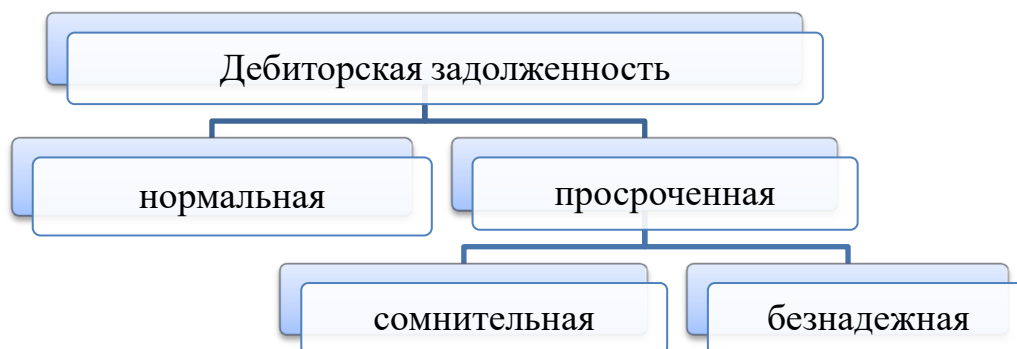 Дебиторская задолженность
нормальная
просроченная
сомнительная
безнадежная